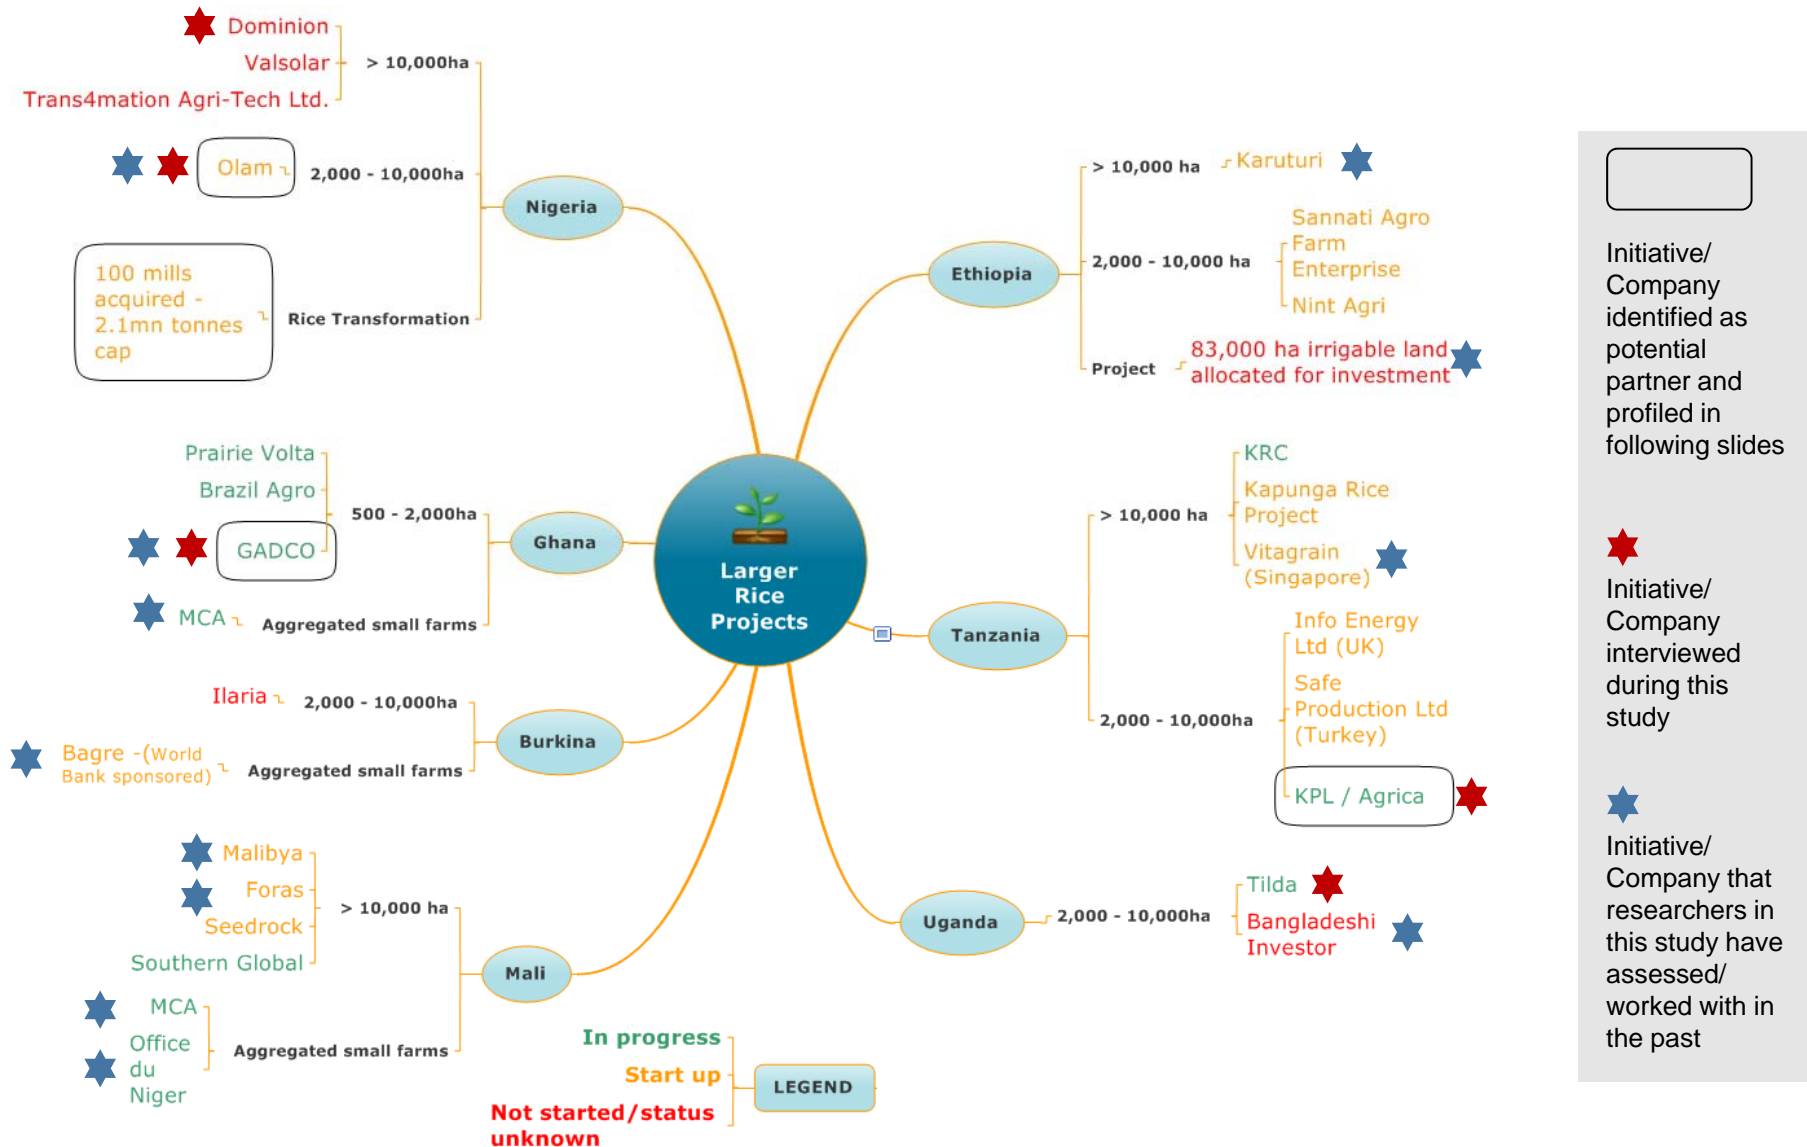 Dominion
Valsolar
Trans4mation Agri-Tech Ltd.
> 10,000ha
Olam
2,000 - 10,000ha
100 mills
acquired -
2.1mn tonnes
cap
Rice Transformation
Nigeria
Prairie Volta
Brazil Agro
GADCO
500 - 2,000ha
MCA
Aggregated small farms
Ghana
Ilaria
2,000 - 10,000ha
Bagre -(World
Bank sponsored)
Aggregated small farms
Burkina
Malibya
Foras
Seedrock
Southern Global
> 10,000 ha
MCA
Office
du
Niger
Aggregated small farms
Mali
Larger
Rice
Projects
Ethiopia
> 10,000 ha
Karuturi
2,000 - 10,000 ha
Sannati Agro
Farm
Enterprise
Nint Agri
Project
83,000 ha irrigable land
allocated for investment
Tanzania
> 10,000 ha
KRC
Kapunga Rice
Project
Vitagrain
(Singapore)
2,000 - 10,000ha
Info Energy
Ltd (UK)
Safe
Production Ltd
(Turkey)
KPL / Agrica
Uganda
2,000 - 10,000ha
Tilda
Bangladeshi
Investor
In progress
Start up
Not started/status
unknown
LEGEND
Initiative/
Company
identified as
potential
partner and
profiled in
following slides
Initiative/
Company
interviewed
during this
study
Initiative/
Company that
researchers in
this study have
assessed/
worked with in
the past